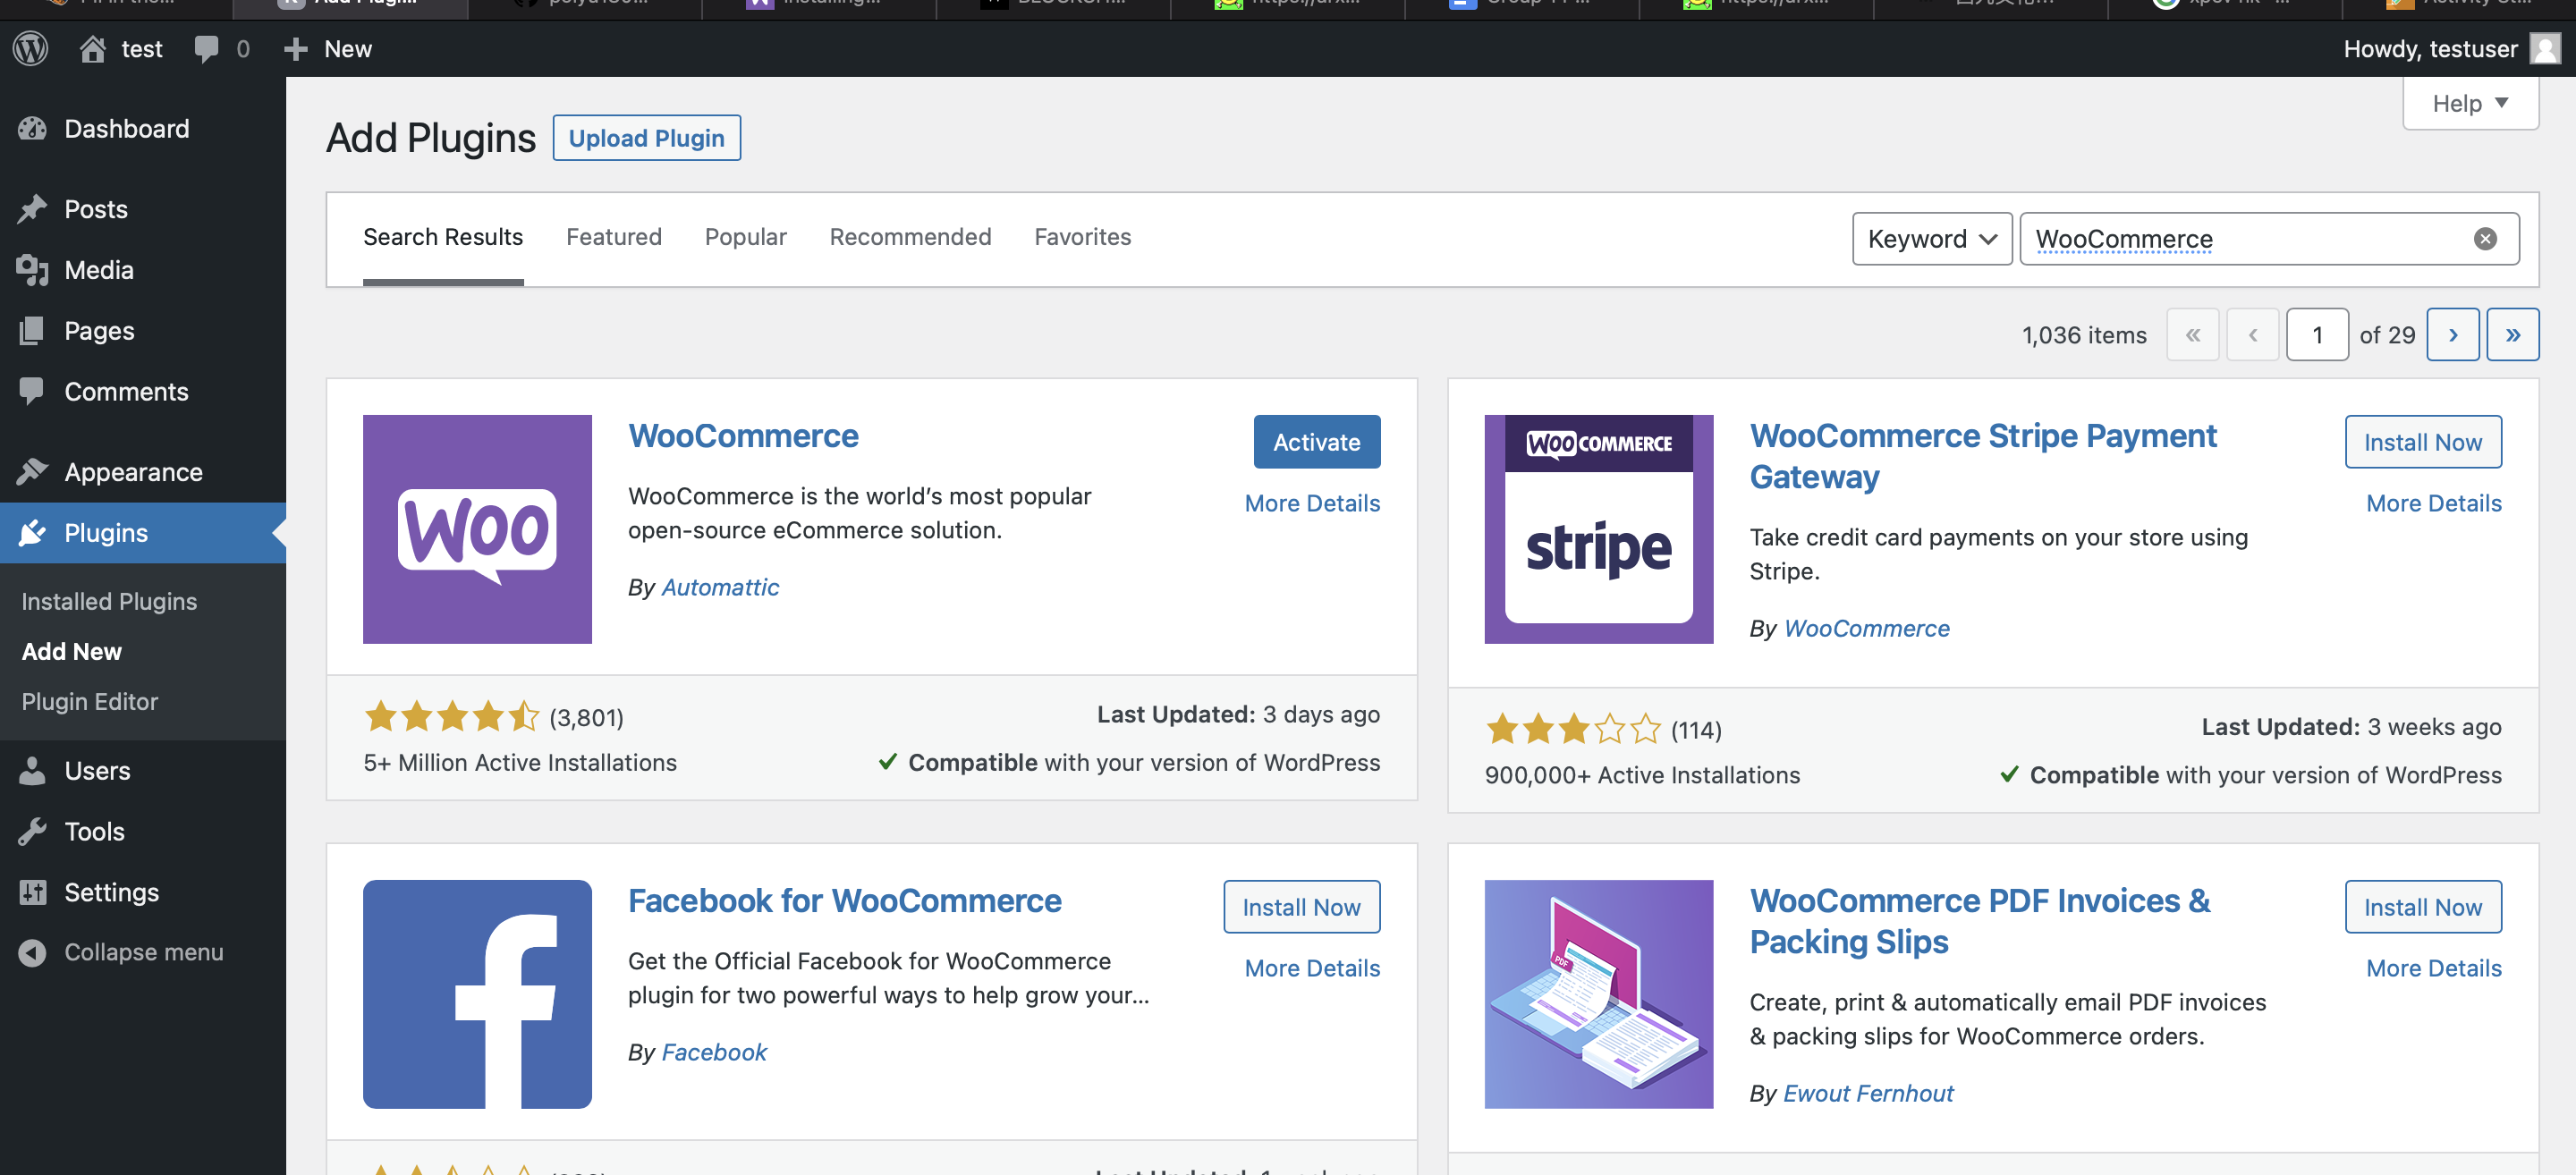 Add Plugi...
Installing...
test
0
New
Howdy, testuser
Help
Add Plugins
Upload Plugin
Search Results
Featured
Popular
Recommended
Favorites
Keyword
WooCommerce
1,036 items
«
‹
1
of 29
›
»
Dashboard
Posts
Media
Pages
Comments
Appearance
Plugins
Installed Plugins
Add New
Plugin Editor
Users
Tools
Settings
Collapse menu
WooCommerce
Activate
More Details
WOO
WooCommerce is the world’s most popular
open-source eCommerce solution.
By Automattic
(3,801)
Last Updated: 3 days ago
5+ Million Active Installations
Compatible with your version of WordPress
WooCommerce Stripe Payment
Gateway
Install Now
More Details
WOO COMMERCE
stripe
Take credit card payments on your store using
Stripe.
By WooCommerce
(114)
Last Updated: 3 weeks ago
900,000+ Active Installations
Compatible with your version of WordPress
Facebook for WooCommerce
Install Now
More Details
f
Get the Official Facebook for WooCommerce
plugin for two powerful ways to help grow your...
By Facebook
WooCommerce PDF Invoices &
Packing Slips
Install Now
More Details
PDF
Create, print & automatically email PDF invoices
& packing slips for WooCommerce orders.
By Ewout Fernhout